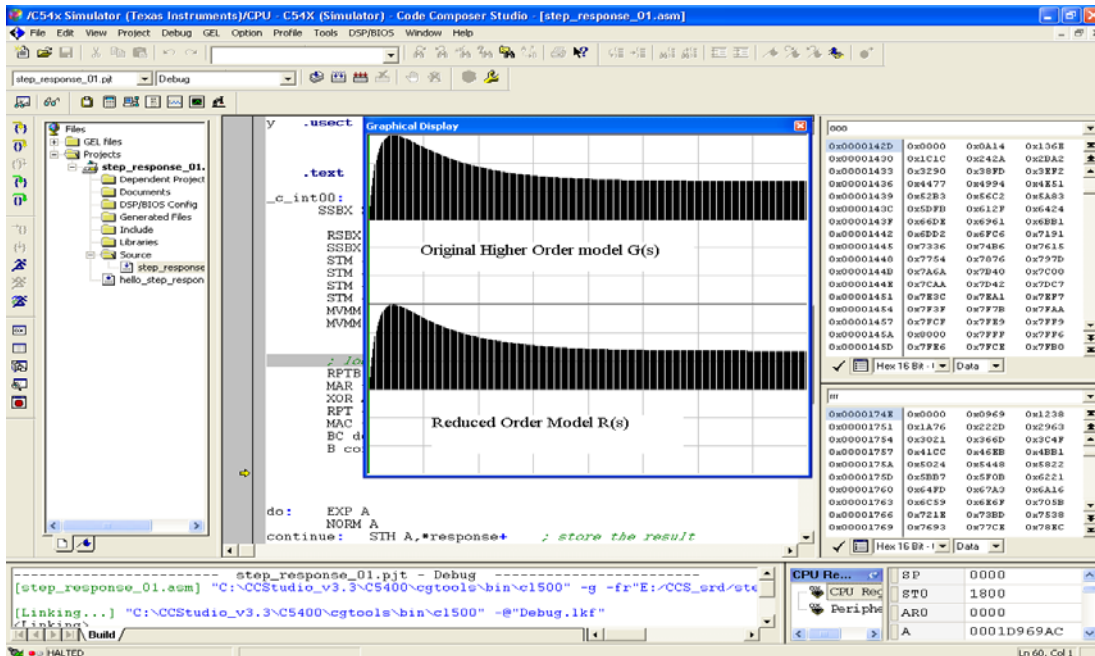 /C54x Simulator (Texas Instruments)/CPU - C54X (Simulator) - Code Composer Studio - [step_response_01.asm]
File Edit View Project Debug GEL Option Profile Tools DSP/BIOS Window Help
step_response_01.pjt Debug
Files
GEL files
Projects
step_response_01.
Dependent Project
Documents
DSP/BIOS Config
Generated Files
Include
Libraries
Source
step_response
hello_step_respon
y .usect
.text
_c_int00:
SSBX
RSBX
SSBX
STM
STM
STM
STM
MVMM
MVMM
RPTB
MAR
XOR
RPT
MAC
BC
B
do: EXP A
NORM A
continue: STH A,*response+ ; store the result
Graphical Display
Original Higher Order model G(s)
Reduced Order Model R(s)
ooo
0x0000142D 0x0000 0x0A14 0x136E
0x00001430 0x1C1C 0x242A 0x2BA2
0x00001433 0x3290 0x38FD 0x3EF2
0x00001436 0x4477 0x4994 0x4E51
0x00001439 0x52B3 0x56C2 0x5A83
0x0000143C 0x5DFB 0x612F 0x6424
0x0000143F 0x66DE 0x6961 0x6BB1
0x00001442 0x6DD2 0x6FC6 0x7191
0x00001445 0x7336 0x74B6 0x7615
0x00001448 0x7754 0x7876 0x797D
0x0000144B 0x7A6A 0x7B40 0x7C00
0x0000144E 0x7CAA 0x7D42 0x7DC7
0x00001451 0x7E3C 0x7EA1 0x7EF7
0x00001454 0x7F3F 0x7F7B 0x7FAA
0x00001457 0x7FCF 0x7FE9 0x7FF9
0x0000145A 0x0000 0x7FFF 0x7FF6
0x0000145D 0x7FE6 0x7FCE 0x7FB0
Hex 16 Bit - Data
rrr
0x0000174E 0x0000 0x0969 0x1238
0x00001751 0x1A76 0x222D 0x2963
0x00001754 0x3021 0x366D 0x3C4F
0x00001757 0x41CC 0x46EB 0x4BB1
0x0000175A 0x5024 0x5448 0x5822
0x0000175D 0x5BB7 0x5F0B 0x6221
0x00001760 0x64FD 0x67A3 0x6A16
0x00001763 0x6C59 0x6E6F 0x705B
0x00001766 0x721E 0x73BD 0x7538
0x00001769 0x7693 0x77CE 0x78EC
Hex 16 Bit - Data
step_response_01.pjt - Debug
[step_response_01.asm] "C:\CCStudio_v3.3\C5400\cgtools\bin\cl500" -g -fr"E:/CCS_srd/ste
[Linking...] "C:\CCStudio_v3.3\C5400\cgtools\bin\cl500" -@"Debug.lkf"
<Linking>
Build
CPU Re...
CPU Reg
Periphe
SP 0000
ST0 1800
AR0 0000
A 0001D969AC
HALTED
Ln 60, Col 1